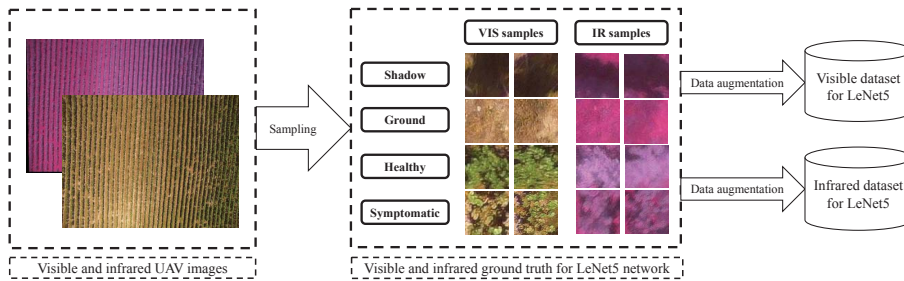 VIS samples
IR samples
Shadow
Ground
Healthy
Symptomatic
Sampling
Data augmentation
Data augmentation
Visible dataset
for LeNet5
Infrared dataset
for LeNet5
Visible and infrared UAV images
Visible and infrared ground truth for LeNet5 network